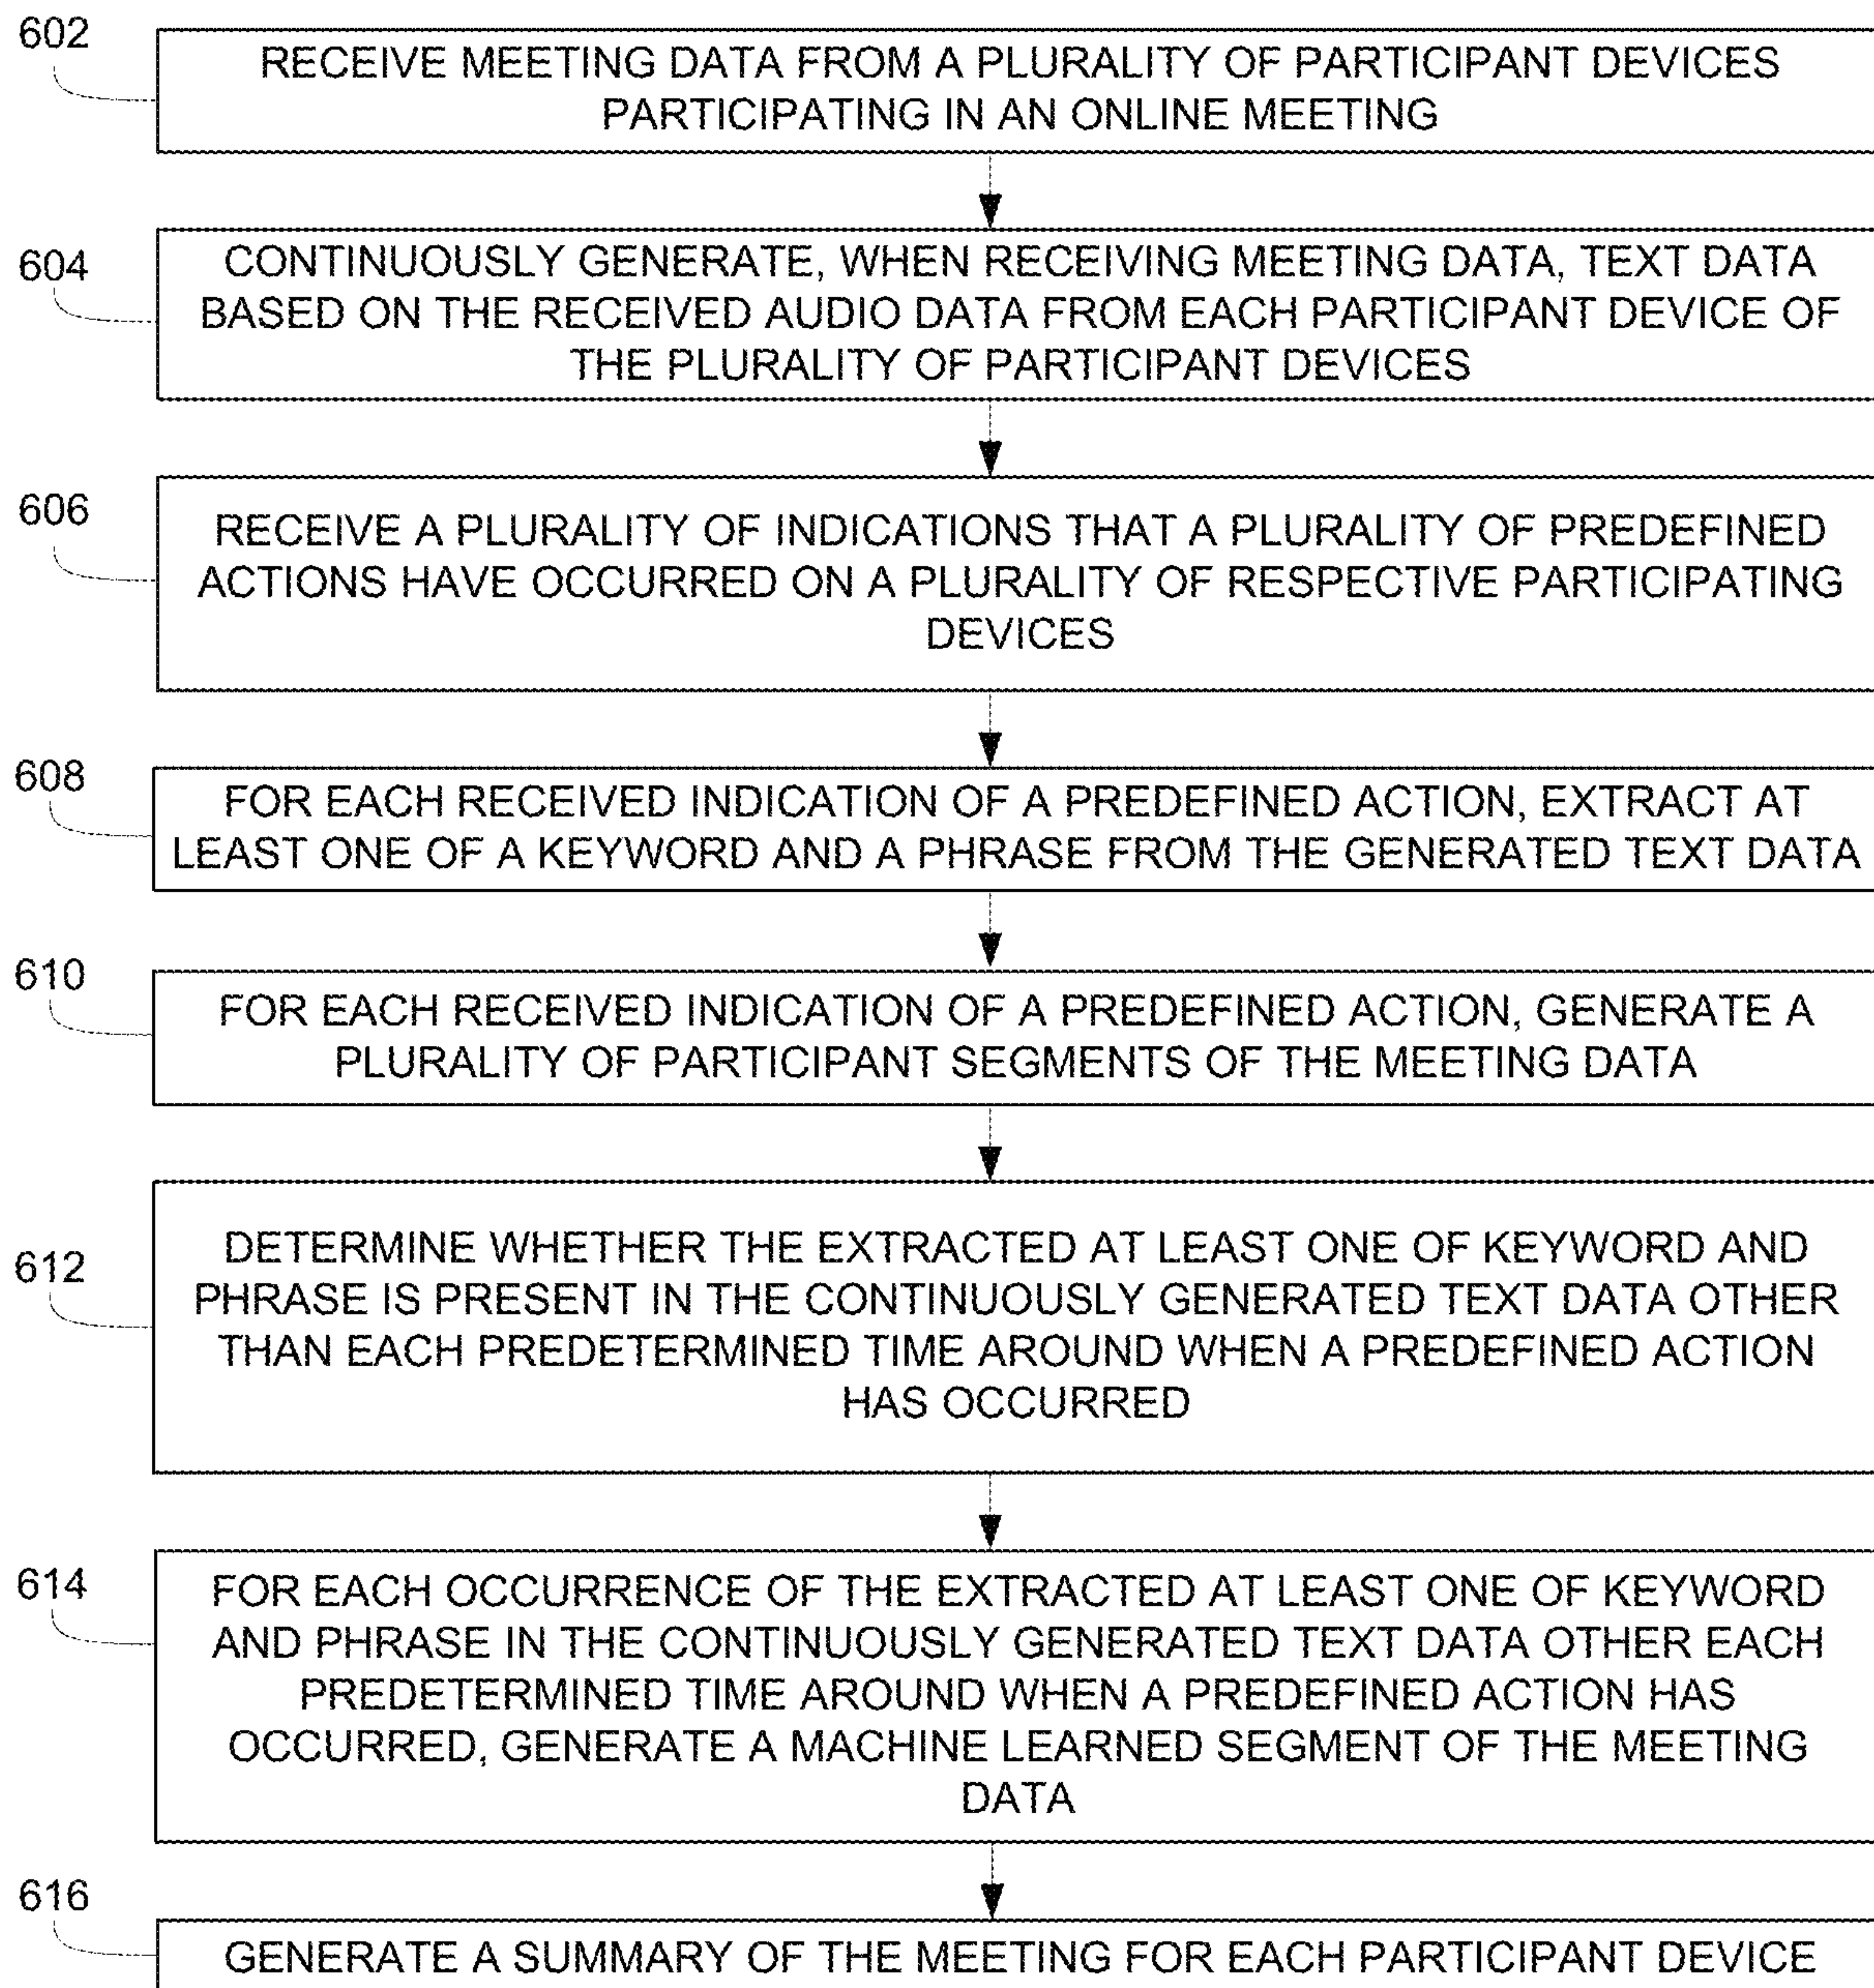 602
RECEIVE MEETING DATA FROM A PLURALITY OF PARTICIPANT DEVICES
PARTICIPATING IN AN ONLINE MEETING
604
CONTINUOUSLY GENERATE, WHEN RECEIVING MEETING DATA, TEXT DATA
BASED ON THE RECEIVED AUDIO DATA FROM EACH PARTICIPANT DEVICE OF
THE PLURALITY OF PARTICIPANT DEVICES
606
RECEIVE A PLURALITY OF INDICATIONS THAT A PLURALITY OF PREDEFINED
ACTIONS HAVE OCCURRED ON A PLURALITY OF RESPECTIVE PARTICIPATING
DEVICES
608
FOR EACH RECEIVED INDICATION OF A PREDEFINED ACTION, EXTRACT AT
LEAST ONE OF A KEYWORD AND A PHRASE FROM THE GENERATED TEXT DATA
610
FOR EACH RECEIVED INDICATION OF A PREDEFINED ACTION, GENERATE A
PLURALITY OF PARTICIPANT SEGMENTS OF THE MEETING DATA
612
DETERMINE WHETHER THE EXTRACTED AT LEAST ONE OF KEYWORD AND
PHRASE IS PRESENT IN THE CONTINUOUSLY GENERATED TEXT DATA OTHER
THAN EACH PREDETERMINED TIME AROUND WHEN A PREDEFINED ACTION
HAS OCCURRED
614
FOR EACH OCCURRENCE OF THE EXTRACTED AT LEAST ONE OF KEYWORD
AND PHRASE IN THE CONTINUOUSLY GENERATED TEXT DATA OTHER EACH
PREDETERMINED TIME AROUND WHEN A PREDEFINED ACTION HAS
OCCURRED, GENERATE A MACHINE LEARNED SEGMENT OF THE MEETING
DATA
616
GENERATE A SUMMARY OF THE MEETING FOR EACH PARTICIPANT DEVICE